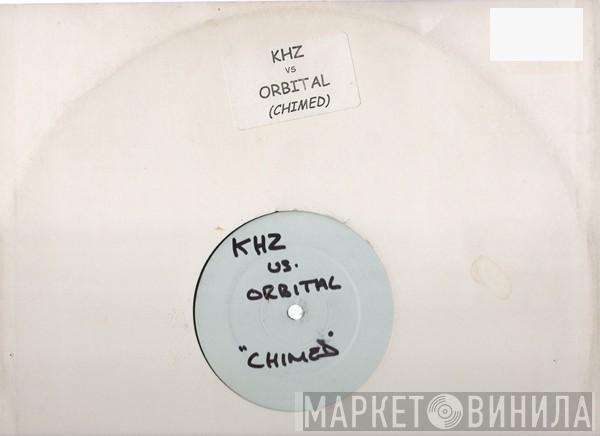 KHZ
vs
ORBITAL
(CHIMED)
KHZ
vs.
ORBITAL
"CHIMED"
МАРКЕТ ВИНИЛА